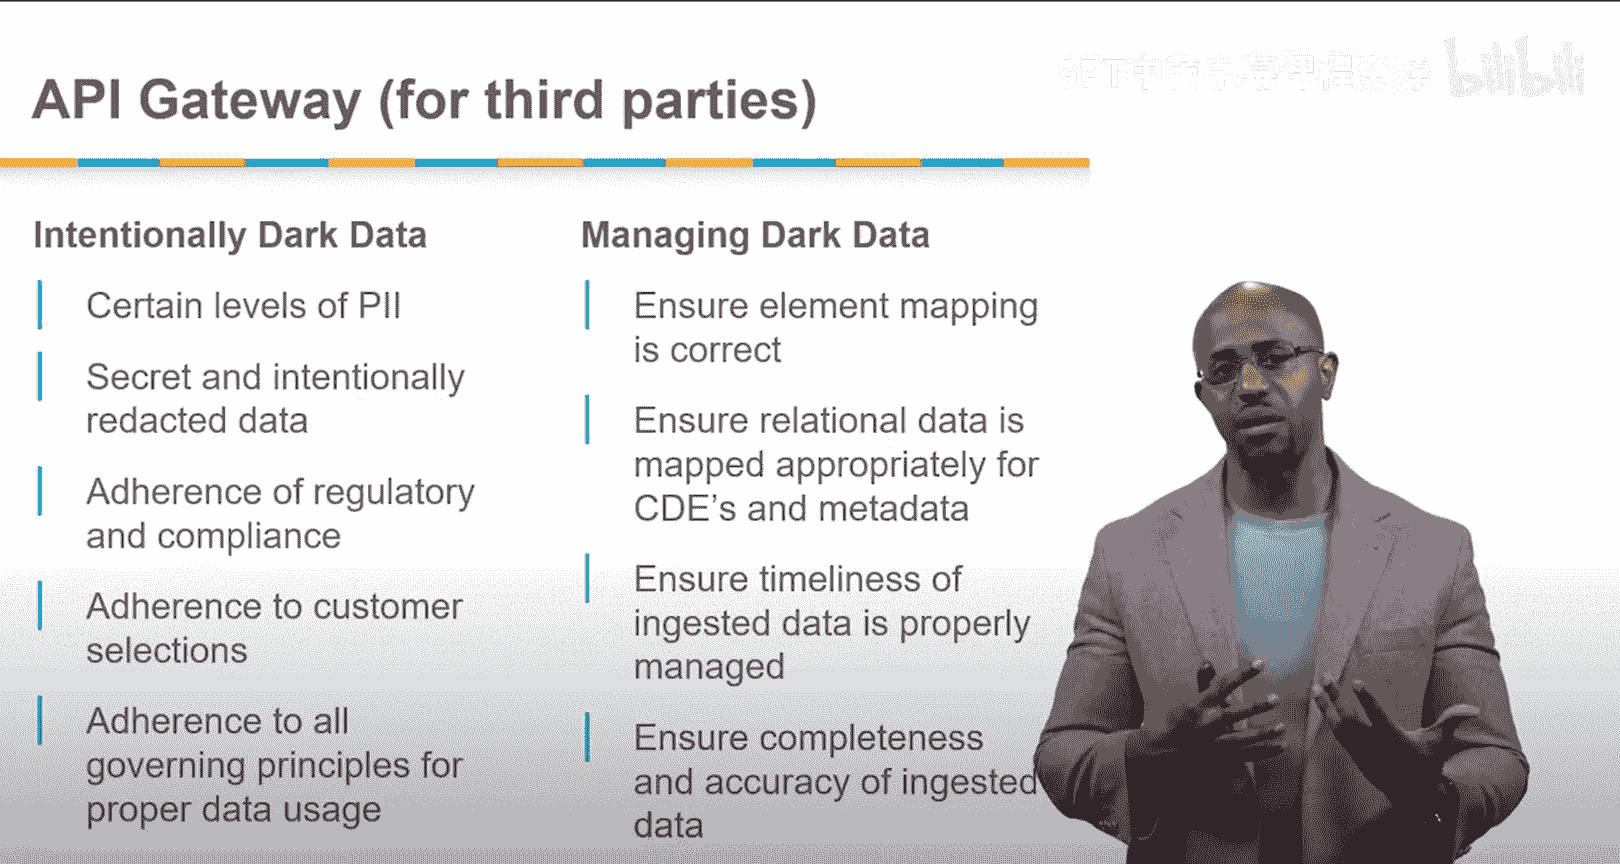 API Gateway (for third parties)
bilibili
Intentionally Dark Data
Certain levels of PII
Secret and intentionally
redacted data
Adherence of regulatory
and compliance
Adherence to customer
selections
Adherence to all
governing principles for
proper data usage
Managing Dark Data
Ensure element mapping
is correct
Ensure relational data is
mapped appropriately for
CDE's and metadata
Ensure timeliness of
ingested data is properly
managed
Ensure completeness
and accuracy of ingested
data